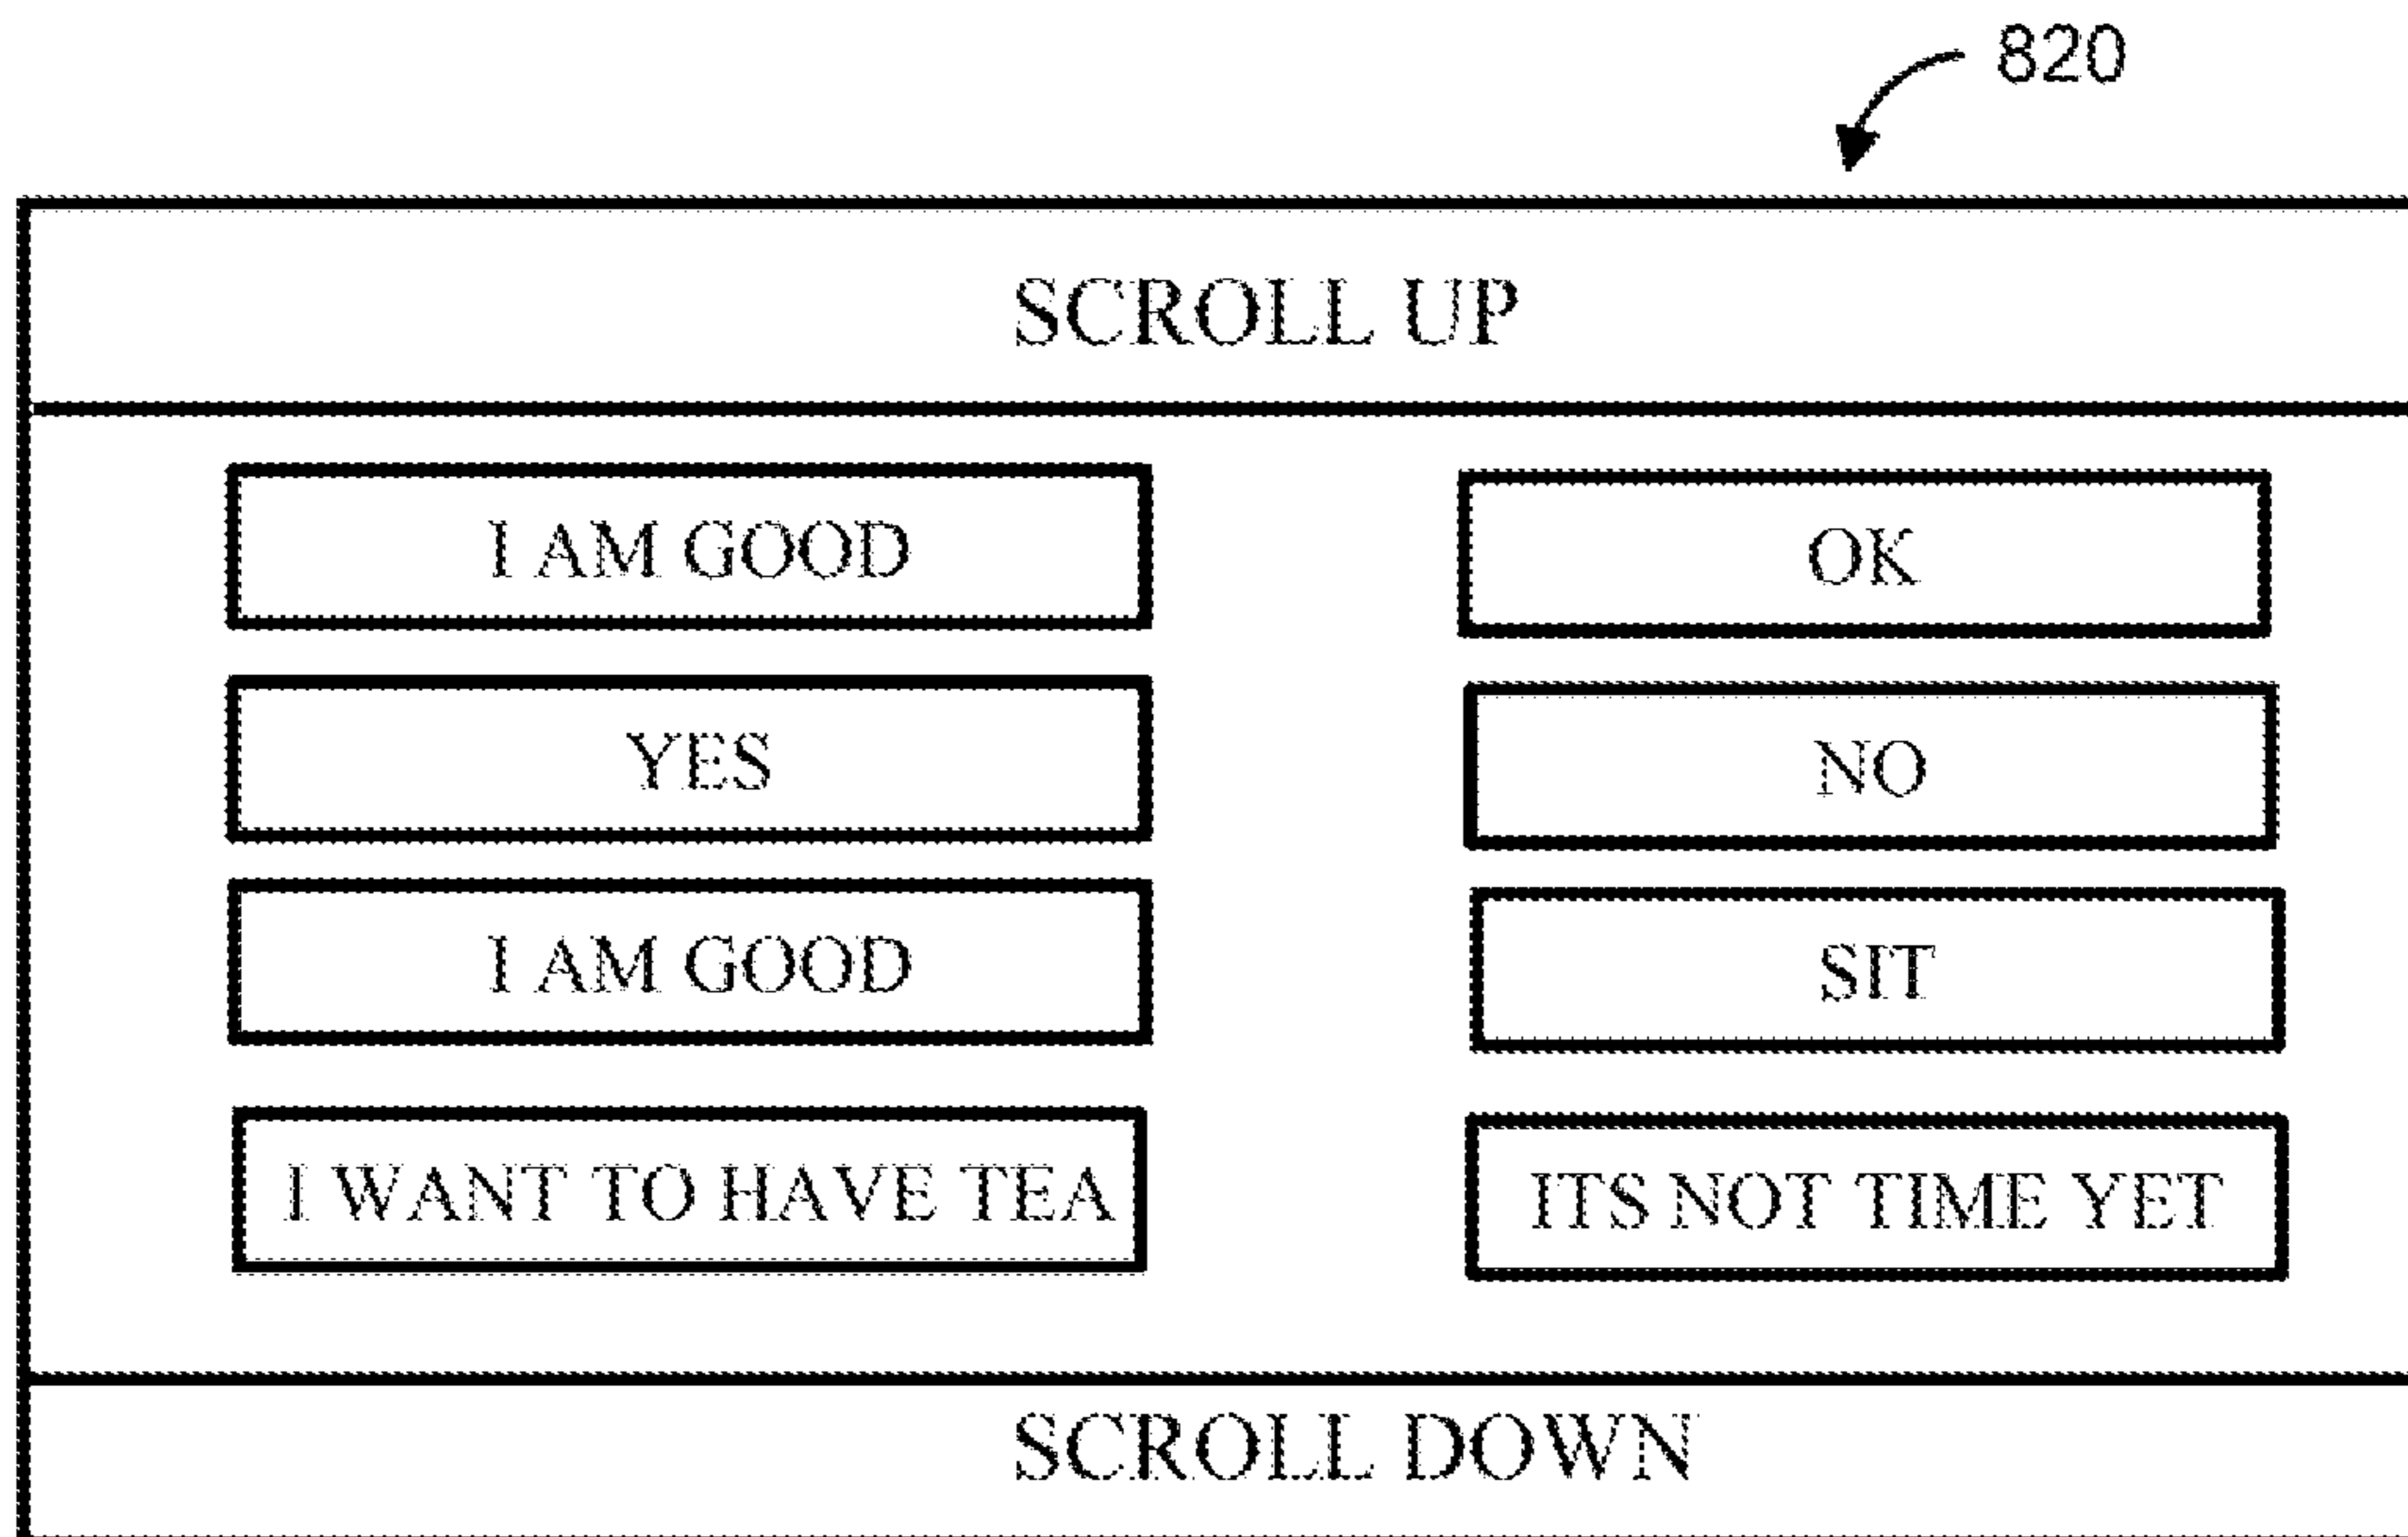 820
SCROLL UP
I AM GOOD
OK
YES
NO
I AM GOOD
SIT
I WANT TO HAVE TEA
ITS NOT TIME YET
SCROLL DOWN